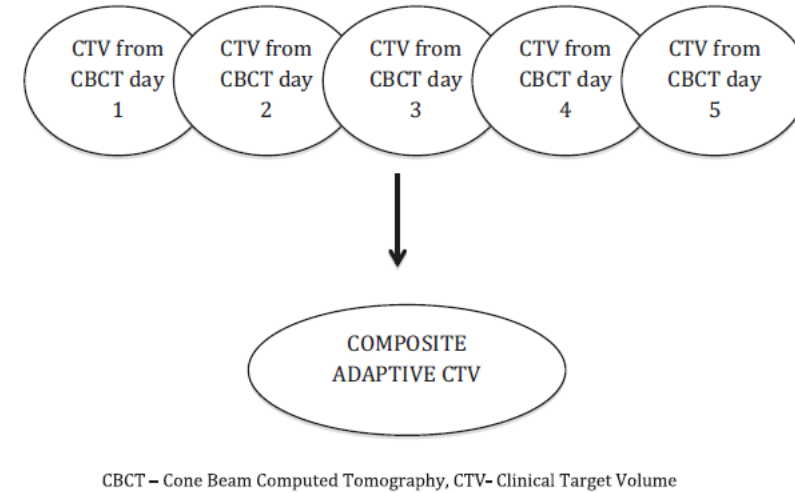 CTV from
CBCT day
1
CTV from
CBCT day
2
CTV from
CBCT day
3
CTV from
CBCT day
4
CTV from
CBCT day
5
COMPOSITE
ADAPTIVE CTV
CBCT – Cone Beam Computed Tomography, CTV- Clinical Target Volume